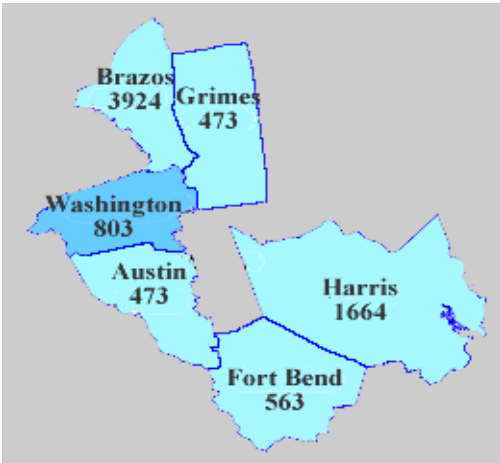 Brazos
3924
Grimes
473
Washington
803
Austin
473
Harris
1664
Fort Bend
563